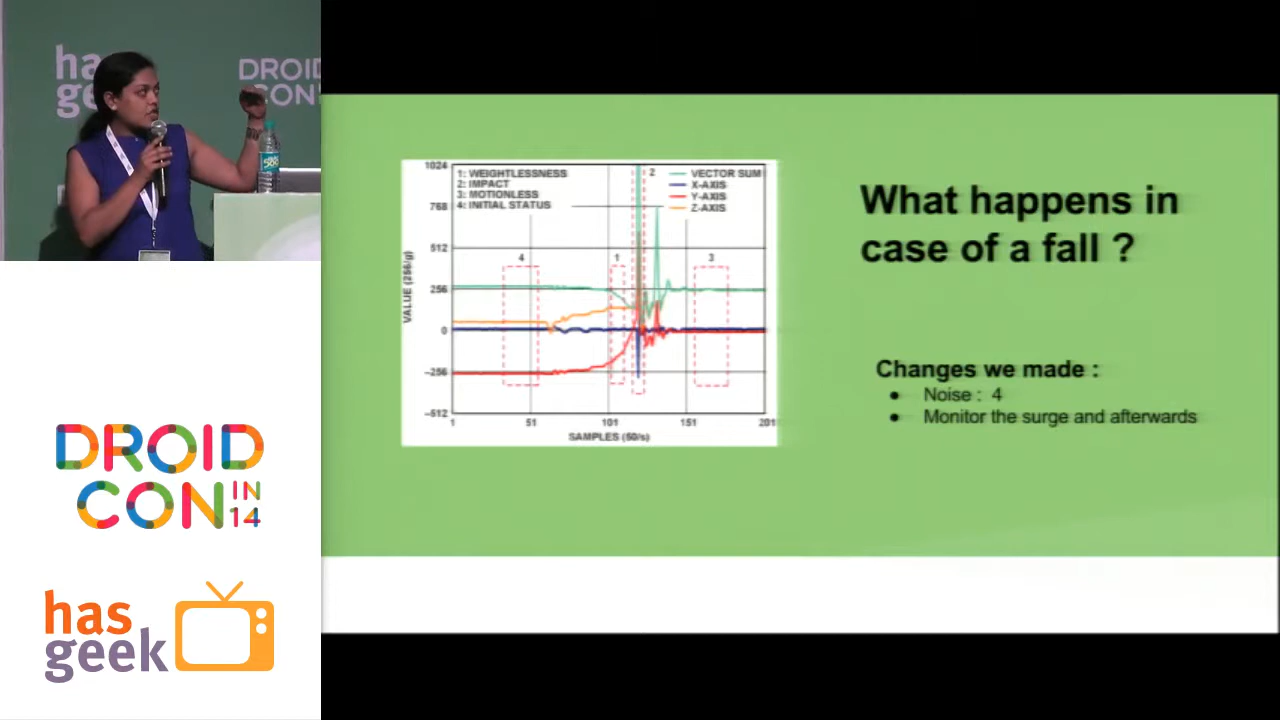 has
geek
DROID
CON
1024
768
512
256
0
-256
-512
VALUE (256/g)
1: WEIGHTLESSNESS
2: IMPACT
3: MOTIONLESS
4: INITIAL STATUS
2
VECTOR SUM
X-AXIS
Y-AXIS
Z-AXIS
4
1
3
1
51
101
151
201
SAMPLES (50/s)
What happens in
case of a fall ?
Changes we made :
● Noise : 4
● Monitor the surge and afterwards
DROID
CON IN
14
has
geek